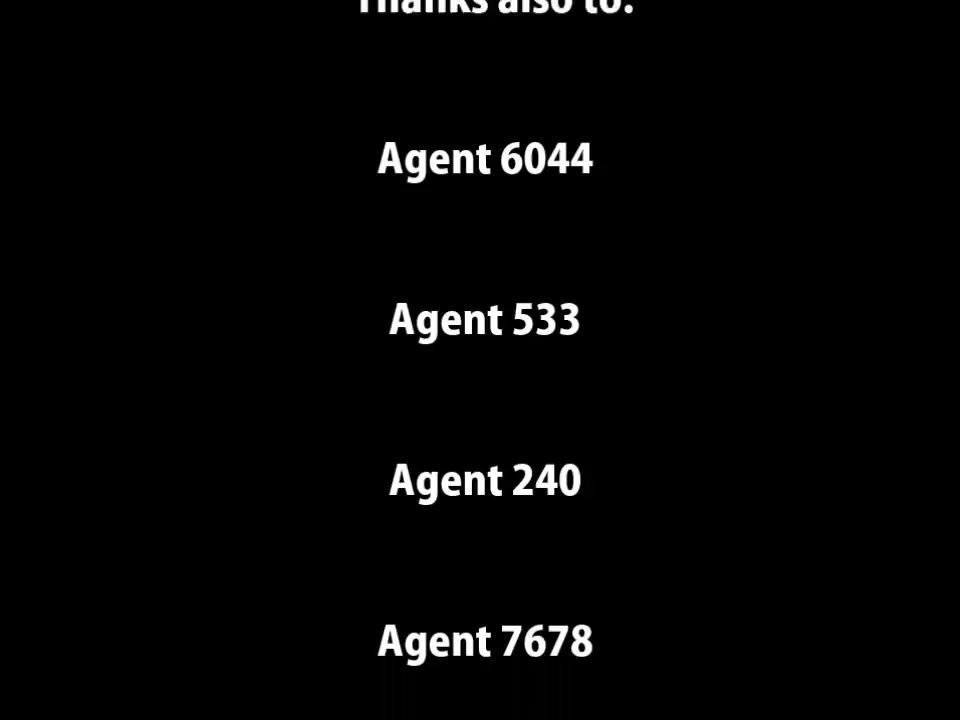 Thanks also to:
Agent 6044
Agent 533
Agent 240
Agent 7678